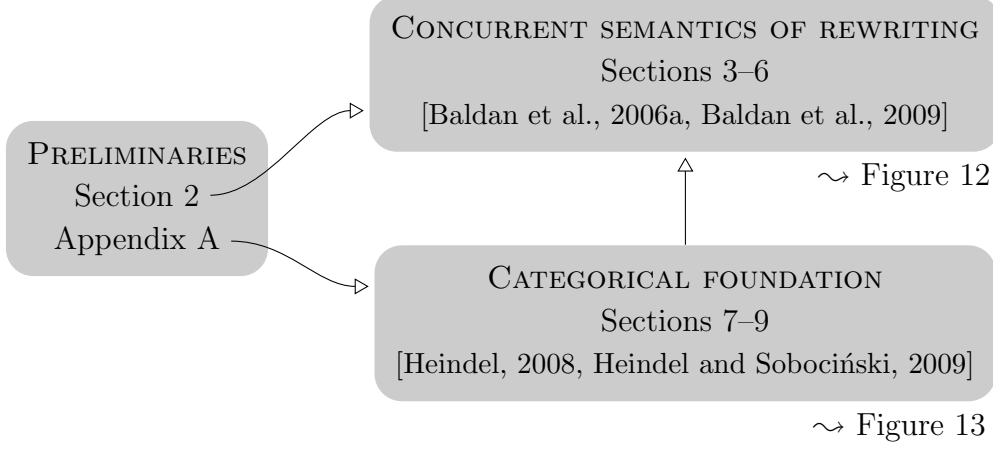 PRELIMINARIES
Section 2
Appendix A
CONCURRENT SEMANTICS OF REWRITING
Sections 3–6
[Baldan et al., 2006a, Baldan et al., 2009]
⤳ Figure 12
CATEGORICAL FOUNDATION
Sections 7–9
[Heindel, 2008, Heindel and Sobociński, 2009]
⤳ Figure 13